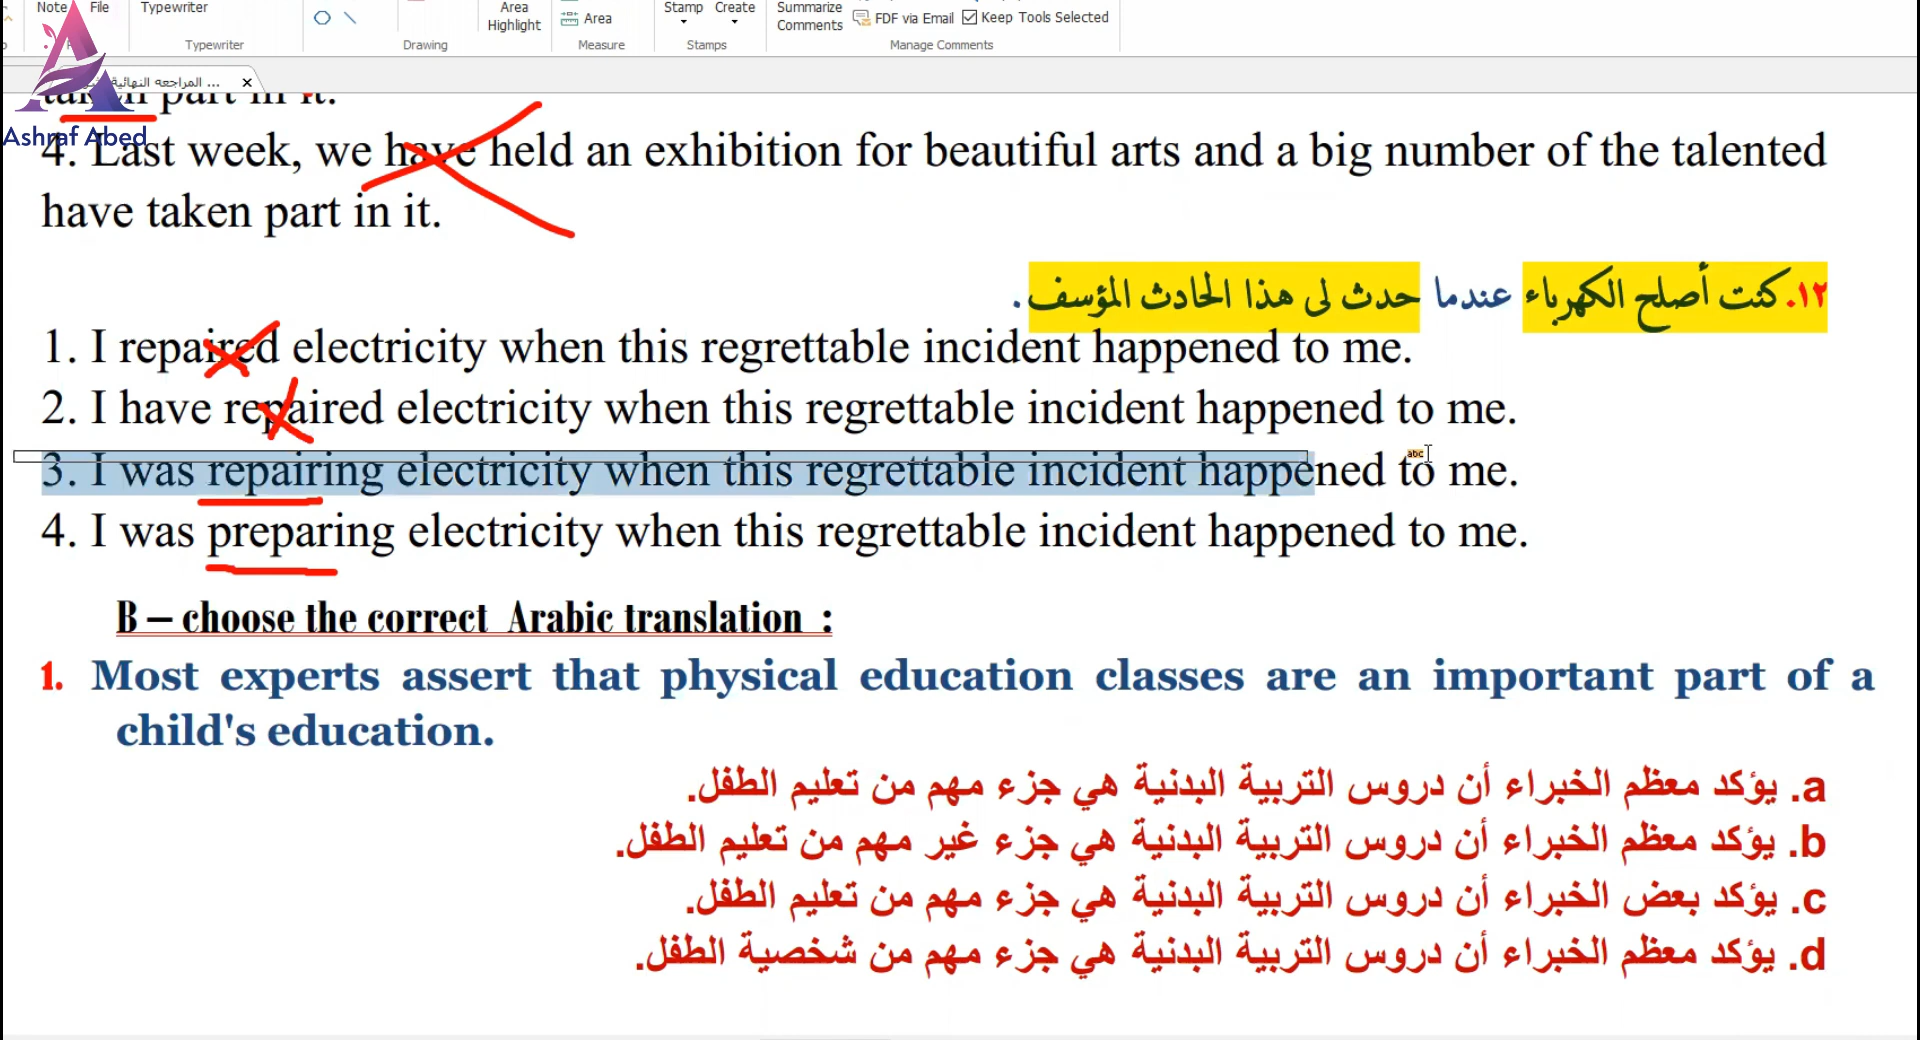 Note File Typewriter Area Highlight Area Stamp Create Summarize Comments FDF via Email Keep Tools Selected
Typewriter Drawing Measure Stamps Manage Comments
... المراجعه النهائية
taken part in it.
Ashraf Abed
4. Last week, we have held an exhibition for beautiful arts and a big number of the talented
have taken part in it.
١٢.كنت أصلح الكهرباء عندما حدث لى هذا الحادث المؤسف.
1. I repaired electricity when this regrettable incident happened to me.
2. I have repaired electricity when this regrettable incident happened to me.
3. I was repairing electricity when this regrettable incident happened to me.
4. I was preparing electricity when this regrettable incident happened to me.
B – choose the correct Arabic translation :
1. Most experts assert that physical education classes are an important part of a
child's education.
a. يؤكد معظم الخبراء أن دروس التربية البدنية هي جزء مهم من تعليم الطفل.
b. يؤكد معظم الخبراء أن دروس التربية البدنية هي جزء غير مهم من تعليم الطفل.
c. يؤكد بعض الخبراء أن دروس التربية البدنية هي جزء مهم من تعليم الطفل.
d. يؤكد معظم الخبراء أن دروس التربية البدنية هي جزء مهم من شخصية الطفل.